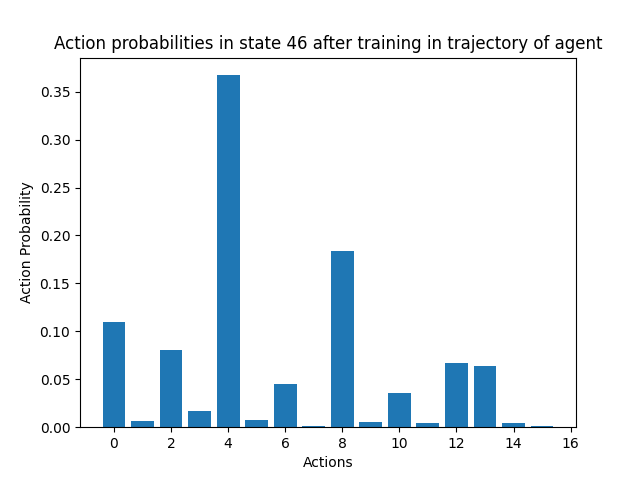 Action probabilities in state 46 after training in trajectory of agent
Action Probability
0.35
0.30
0.25
0.20
0.15
0.10
0.05
0.00
0 2 4 6 8 10 12 14 16
Actions